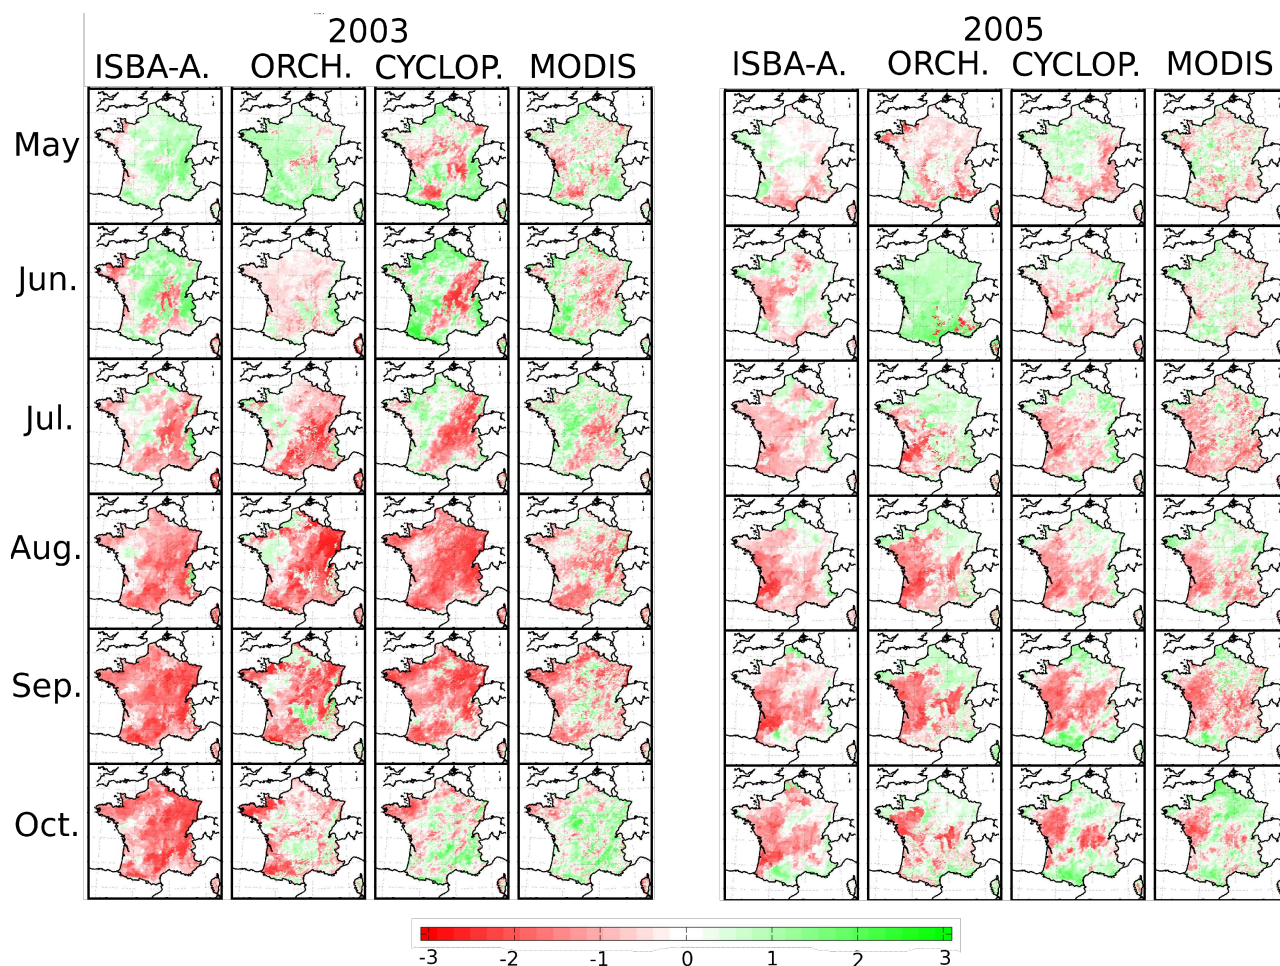 2003 2005
ISBA-A. ORCH. CYCLOP. MODIS ISBA-A. ORCH. CYCLOP. MODIS
May
Jun.
Jul.
Aug.
Sep.
Oct.
-3 -2 -1 0 1 2 3